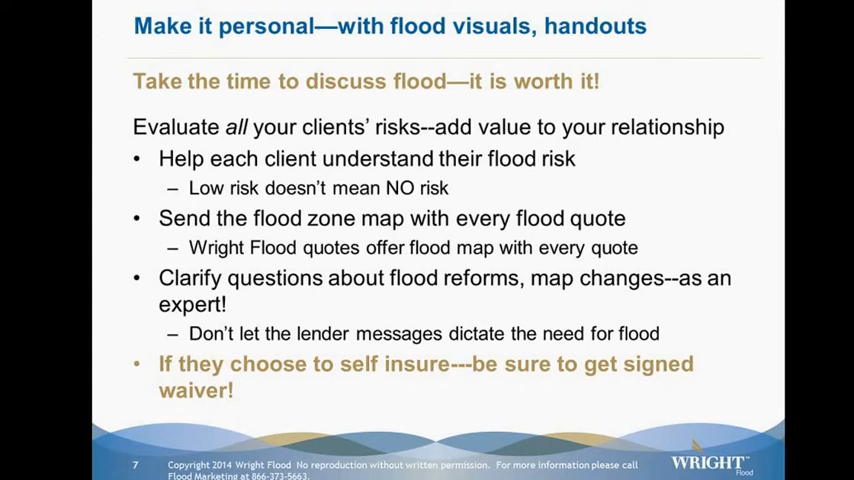 Make it personal—with flood visuals, handouts
Take the time to discuss flood—it is worth it!
Evaluate all your clients' risks--add value to your relationship
• Help each client understand their flood risk
– Low risk doesn't mean NO risk
• Send the flood zone map with every flood quote
– Wright Flood quotes offer flood map with every quote
• Clarify questions about flood reforms, map changes--as an
expert!
– Don't let the lender messages dictate the need for flood
• If they choose to self insure---be sure to get signed
waiver!
7
Copyright 2014 Wright Flood No reproduction without written permission. For more information please call
Flood Marketing at 866-373-5663.
WRIGHT™
Flood